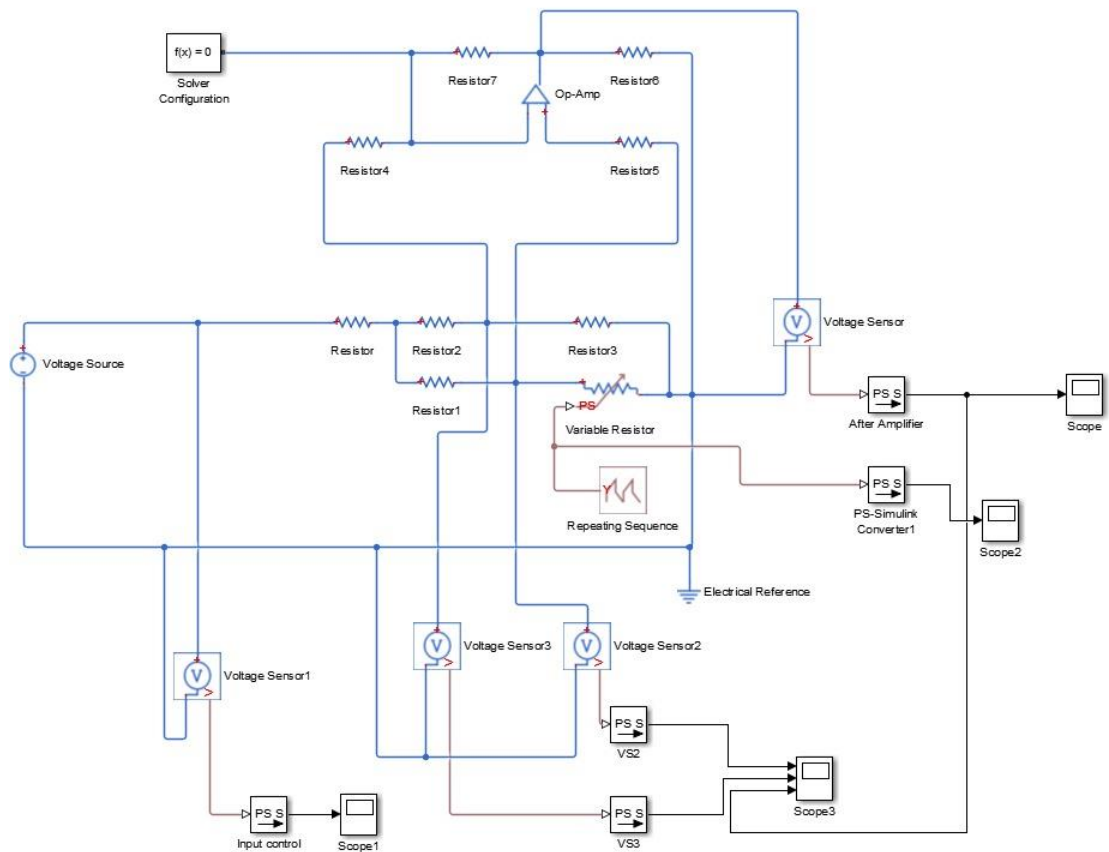 f(x) = 0
Solver
Configuration
Resistor7
Resistor6
Op-Amp
Resistor4
Resistor5
Voltage Source
Resistor
Resistor2
Resistor3
Resistor1
PS
Variable Resistor
Y
Repeating Sequence
V
Voltage Sensor
PS S
After Amplifier
Scope
PS S
PS-Simulink
Converter1
Scope2
Electrical Reference
V
Voltage Sensor1
V
Voltage Sensor3
V
Voltage Sensor2
PS S
VS2
PS S
VS3
Scope3
PS S
Input control
Scope1